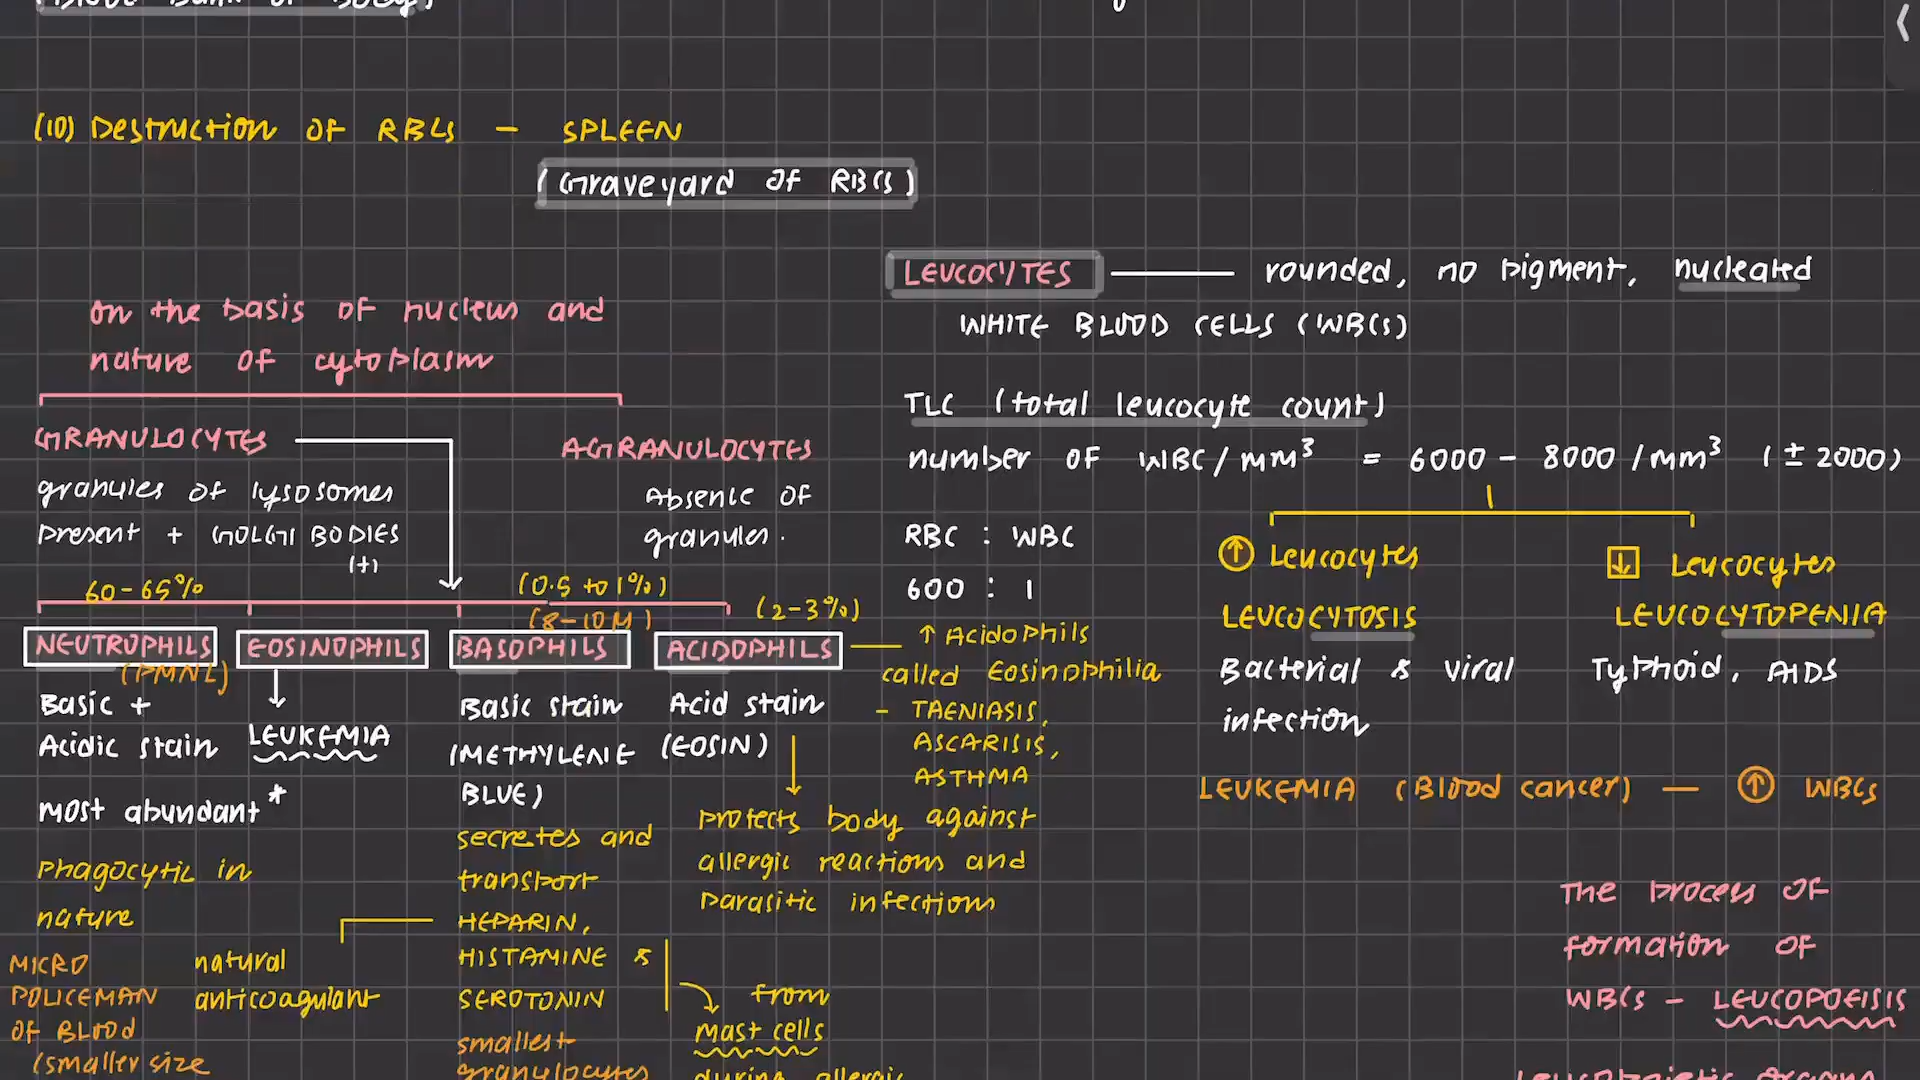 (10) Destruction of RBCs - SPLEEN
(Graveyard of RBCs)
LEUCOCYTES — rounded, no pigment, nucleated
WHITE BLOOD CELLS (WBCs)
on the basis of nucleus and
nature of cytoplasm
TLC (total leucocyte count)
number of WBC/mm³ = 6000 - 8000 /mm³ (± 2000)
GRANULOCYTES
granules of lysosomes
present + GOLGI BODIES
(+)
AGRANULOCYTES
Absence of
granules.
RBC : WBC
600 : 1
↑ Leucocytes
LEUCOCYTOSIS
Bacterial & viral
infection
↓ Leucocytes
LEUCOCYTOPENIA
Typhoid, AIDS
LEUKEMIA (Blood cancer) — ↑ WBCs
60-65%
NEUTROPHILS
(PMNL)
Basic +
Acidic stain
most abundant*
phagocytic in
nature
MICRO
POLICEMAN
OF BLOOD
(smaller size
EOSINOPHILS
LEUKEMIA
(0.5 to 1%)
(8-10M)
BASOPHILS
Basic stain
(METHYLENE
BLUE)
secretes and
transport
HEPARIN,
HISTAMINE &
SEROTONIN
smallest
granulocytes
natural
anticoagulant
from
mast cells
during allergic
(2-3%)
ACIDOPHILS
Acid stain
(EOSIN)
protects body against
allergic reactions and
parasitic infections
↑ Acidophils
called Eosinophilia
- TAENIASIS,
ASCARISIS,
ASTHMA
The process of
formation of
WBCs - LEUCOPOEISIS